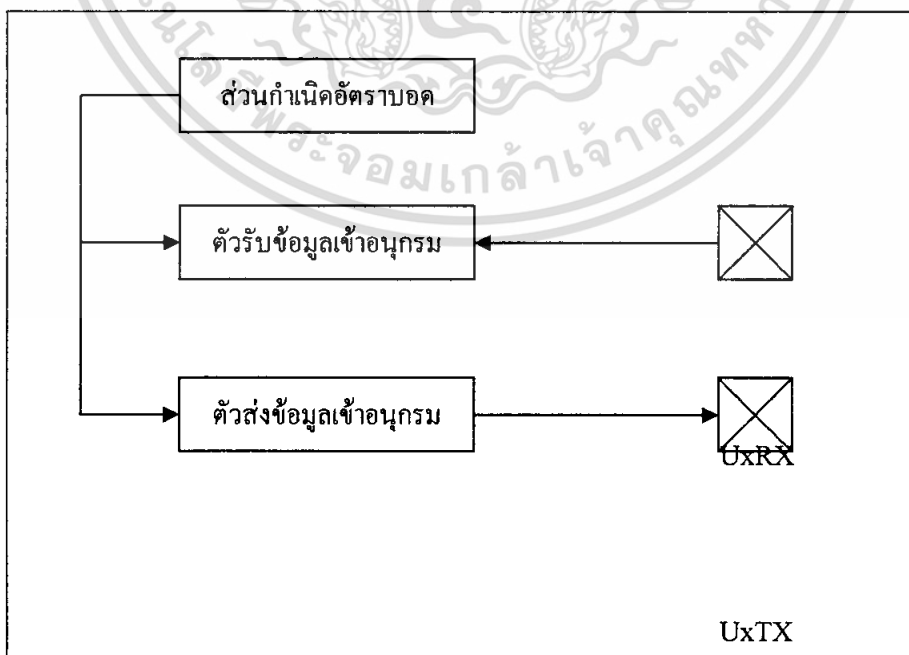 ส่วนกำเนิดอัตราบอด
ตัวรับข้อมูลเข้าอนุกรม
ตัวส่งข้อมูลเข้าอนุกรม
UxRX
UxTX